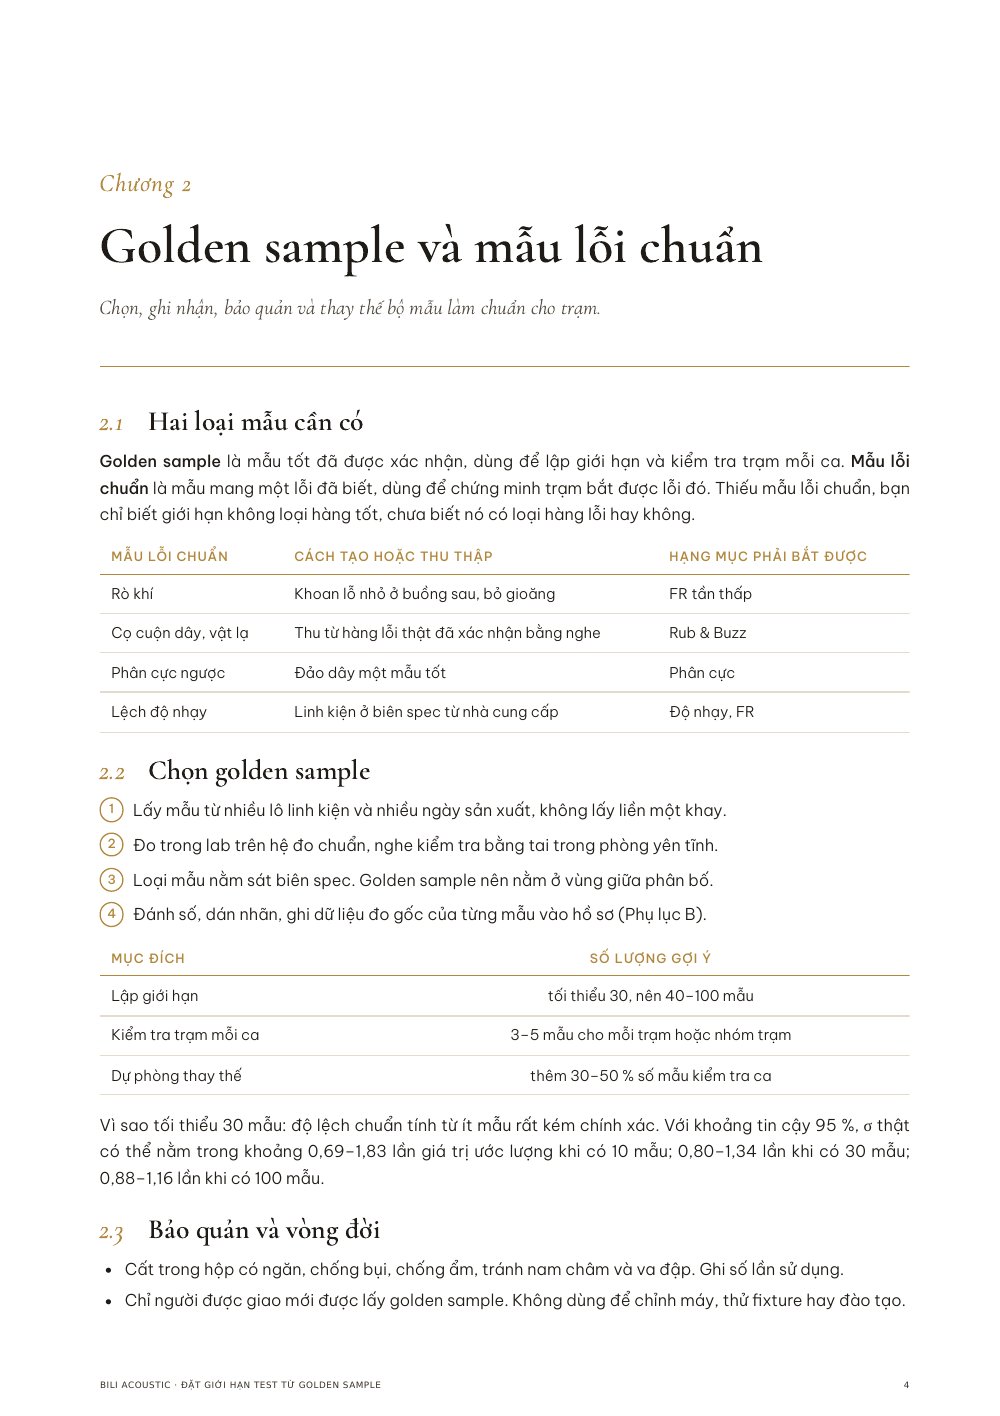 Chương 2
Golden sample và mẫu lỗi chuẩn
Chọn, ghi nhận, bảo quản và thay thế bộ mẫu làm chuẩn cho trạm.
2.1 Hai loại mẫu cần có
Golden sample là mẫu tốt đã được xác nhận, dùng để lập giới hạn và kiểm tra trạm mỗi ca. Mẫu lỗi
chuẩn là mẫu mang một lỗi đã biết, dùng để chứng minh trạm bắt được lỗi đó. Thiếu mẫu lỗi chuẩn, bạn
chỉ biết giới hạn không loại hàng tốt, chưa biết nó có loại hàng lỗi hay không.
MẪU LỖI CHUẨN CÁCH TẠO HOẶC THU THẬP HẠNG MỤC PHẢI BẮT ĐƯỢC
Rò khí Khoan lỗ nhỏ ở buồng sau, bỏ gioăng FR tần thấp
Cọ cuộn dây, vật lạ Thu từ hàng lỗi thật đã xác nhận bằng nghe Rub & Buzz
Phân cực ngược Đảo dây một mẫu tốt Phân cực
Lệch độ nhạy Linh kiện ở biên spec từ nhà cung cấp Độ nhạy, FR
2.2 Chọn golden sample
1 Lấy mẫu từ nhiều lô linh kiện và nhiều ngày sản xuất, không lấy liền một khay.
2 Đo trong lab trên hệ đo chuẩn, nghe kiểm tra bằng tai trong phòng yên tĩnh.
3 Loại mẫu nằm sát biên spec. Golden sample nên nằm ở vùng giữa phân bố.
4 Đánh số, dán nhãn, ghi dữ liệu đo gốc của từng mẫu vào hồ sơ (Phụ lục B).
MỤC ĐÍCH SỐ LƯỢNG GỢI Ý
Lập giới hạn tối thiểu 30, nên 40–100 mẫu
Kiểm tra trạm mỗi ca 3–5 mẫu cho mỗi trạm hoặc nhóm trạm
Dự phòng thay thế thêm 30–50 % số mẫu kiểm tra ca
Vì sao tối thiểu 30 mẫu: độ lệch chuẩn tính từ ít mẫu rất kém chính xác. Với khoảng tin cậy 95 %, σ thật
có thể nằm trong khoảng 0,69–1,83 lần giá trị ước lượng khi có 10 mẫu; 0,80–1,34 lần khi có 30 mẫu;
0,88–1,16 lần khi có 100 mẫu.
2.3 Bảo quản và vòng đời
• Cất trong hộp có ngăn, chống bụi, chống ẩm, tránh nam châm và va đập. Ghi số lần sử dụng.
• Chỉ người được giao mới được lấy golden sample. Không dùng để chỉnh máy, thử fixture hay đào tạo.
BILI ACOUSTIC · ĐẶT GIỚI HẠN TEST TỪ GOLDEN SAMPLE 4